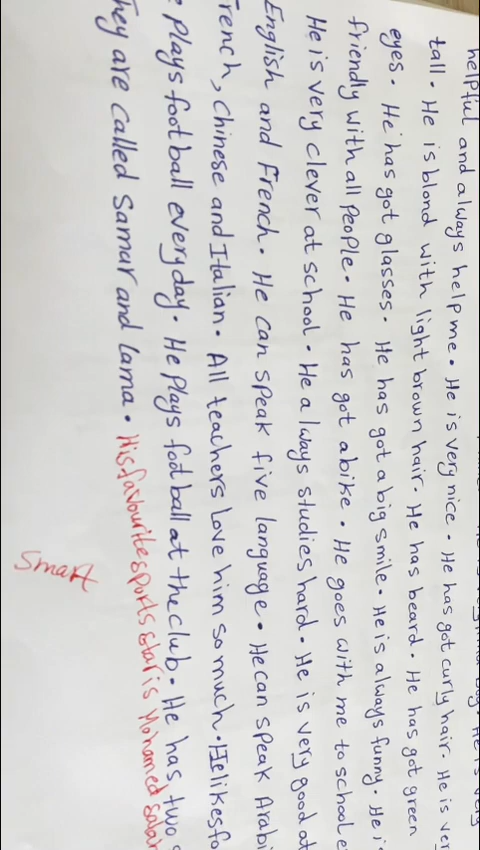 helpful and always help me. He is very nice. He has got curly hair. He is very
tall. He is blond with light brown hair. He has beard. He has got green
eyes. He has got glasses. He has got a big smile. He is always funny. He i
friendly with all People. He has got a bike. He goes with me to school e
He is very clever at school. He always studies hard. He is very good at
English and French. He can speak five language. He can speak Arabi
rench, Chinese and Italian. All teachers Love him so much. He likes fo
e Plays football every day. He Plays football at the club. He has two s
hey are called Samar and Lama. His favourite sports star is Mohamed Salah
Smart